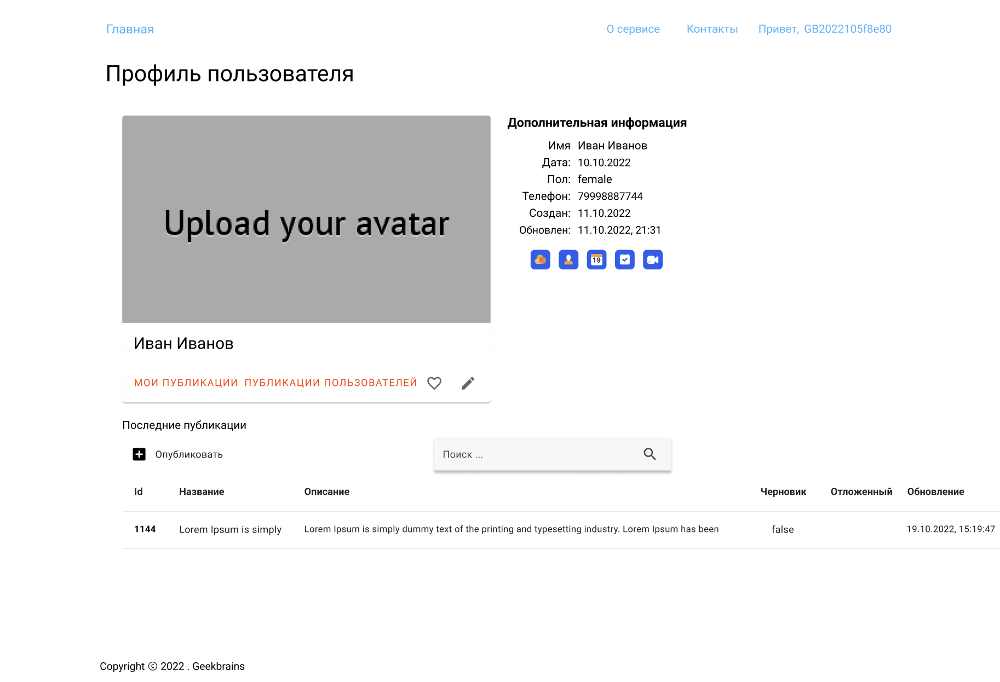 Главная О сервисе Контакты Привет, GB2022105f8e80
Профиль пользователя
Upload your avatar
Иван Иванов
МОИ ПУБЛИКАЦИИ ПУБЛИКАЦИИ ПОЛЬЗОВАТЕЛЕЙ
Дополнительная информация
Имя Иван Иванов
Дата: 10.10.2022
Пол: female
Телефон: 79998887744
Создан: 11.10.2022
Обновлен: 11.10.2022, 21:31
19
Последние публикации
Опубликовать Поиск ...
Id Название Описание Черновик Отложенный Обновление
1144 Lorem Ipsum is simply Lorem Ipsum is simply dummy text of the printing and typesetting industry. Lorem Ipsum has been false 19.10.2022, 15:19:47
Copyright © 2022 . Geekbrains